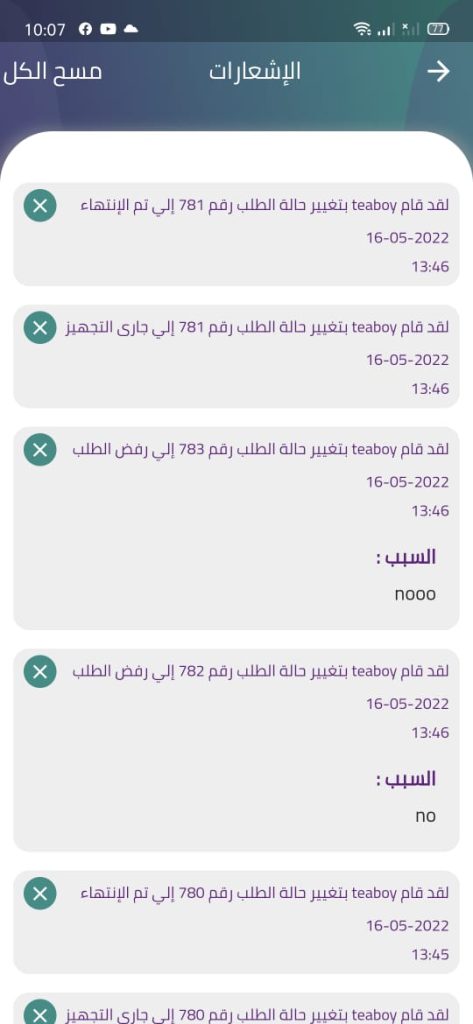 10:07
77
الإشعارات
مسح الكل
لقد قام teaboy بتغيير حالة الطلب رقم 781 إلي تم الإنتهاء
16-05-2022
13:46
لقد قام teaboy بتغيير حالة الطلب رقم 781 إلي جارى التجهيز
16-05-2022
13:46
لقد قام teaboy بتغيير حالة الطلب رقم 783 إلي رفض الطلب
16-05-2022
13:46
السبب :
nooo
لقد قام teaboy بتغيير حالة الطلب رقم 782 إلي رفض الطلب
16-05-2022
13:46
السبب :
no
لقد قام teaboy بتغيير حالة الطلب رقم 780 إلي تم الإنتهاء
16-05-2022
13:45
لقد قام teaboy بتغيير حالة الطلب رقم 780 إلي جارى التجهيز